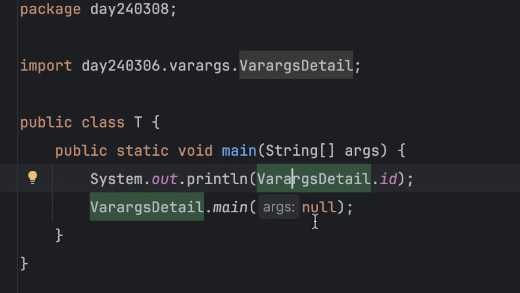 package day240308;
import day240306.varargs.VarargsDetail;
public class T {
public static void main(String[] args) {
System.out.println(VarargsDetail.id);
VarargsDetail.main( args: null);
}
}